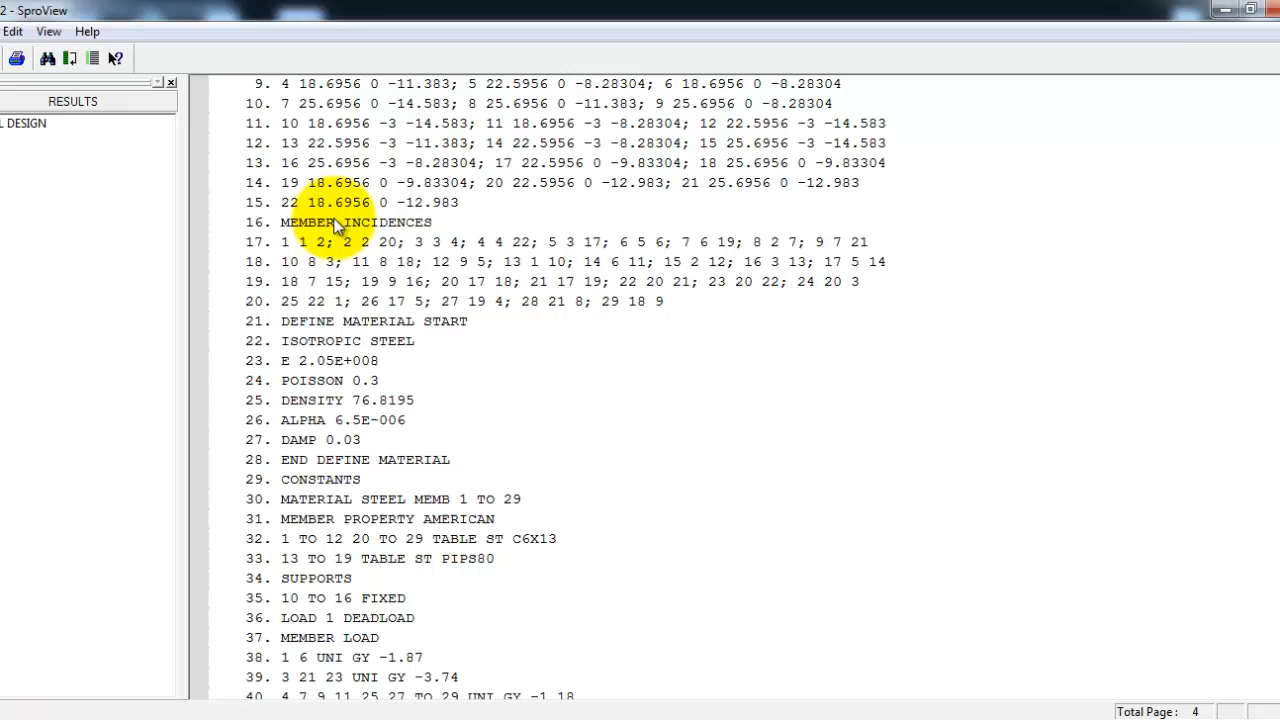 2 - SproView
Edit View Help
RESULTS
L DESIGN
9. 4 18.6956 0 -11.383; 5 22.5956 0 -8.28304; 6 18.6956 0 -8.28304
10. 7 25.6956 0 -14.583; 8 25.6956 0 -11.383; 9 25.6956 0 -8.28304
11. 10 18.6956 -3 -14.583; 11 18.6956 -3 -8.28304; 12 22.5956 -3 -14.583
12. 13 22.5956 -3 -11.383; 14 22.5956 -3 -8.28304; 15 25.6956 -3 -14.583
13. 16 25.6956 -3 -8.28304; 17 22.5956 0 -9.83304; 18 25.6956 0 -9.83304
14. 19 18.6956 0 -9.83304; 20 22.5956 0 -12.983; 21 25.6956 0 -12.983
15. 22 18.6956 0 -12.983
16. MEMBER INCIDENCES
17. 1 1 2; 2 2 20; 3 3 4; 4 4 22; 5 3 17; 6 5 6; 7 6 19; 8 2 7; 9 7 21
18. 10 8 3; 11 8 18; 12 9 5; 13 1 10; 14 6 11; 15 2 12; 16 3 13; 17 5 14
19. 18 7 15; 19 9 16; 20 17 18; 21 17 19; 22 20 21; 23 20 22; 24 20 3
20. 25 22 1; 26 17 5; 27 19 4; 28 21 8; 29 18 9
21. DEFINE MATERIAL START
22. ISOTROPIC STEEL
23. E 2.05E+008
24. POISSON 0.3
25. DENSITY 76.8195
26. ALPHA 6.5E-006
27. DAMP 0.03
28. END DEFINE MATERIAL
29. CONSTANTS
30. MATERIAL STEEL MEMB 1 TO 29
31. MEMBER PROPERTY AMERICAN
32. 1 TO 12 20 TO 29 TABLE ST C6X13
33. 13 TO 19 TABLE ST PIPS80
34. SUPPORTS
35. 10 TO 16 FIXED
36. LOAD 1 DEADLOAD
37. MEMBER LOAD
38. 1 6 UNI GY -1.87
39. 3 21 23 UNI GY -3.74
40. 4 7 9 11 25 27 TO 29 UNI GY -1.18
Total Page: 4